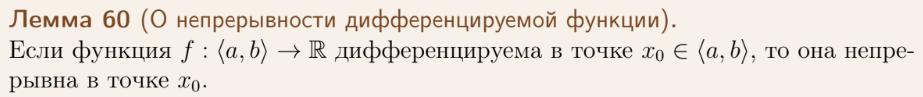 Лемма 60 (О непрерывности дифференцируемой функции).
Если функция f : ⟨a, b⟩ → ℝ дифференцируема в точке x₀ ∈ ⟨a, b⟩, то она непре-
рывна в точке x₀.